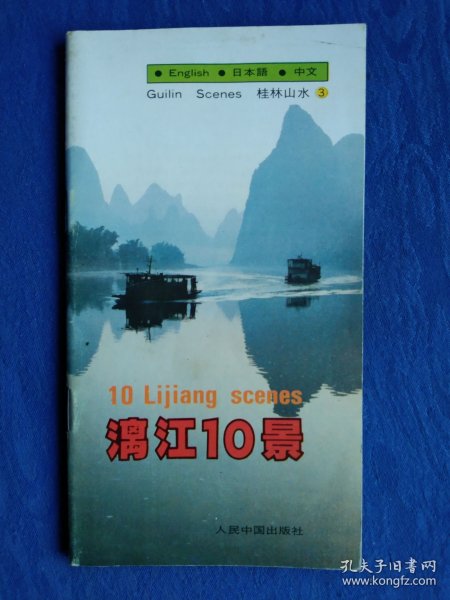 ● English ● 日本語 ● 中文
Guilin Scenes 桂林山水 3
10 Lijiang scenes
漓江10景
人民中国出版社
孔夫子旧书网
www.kongfz.com